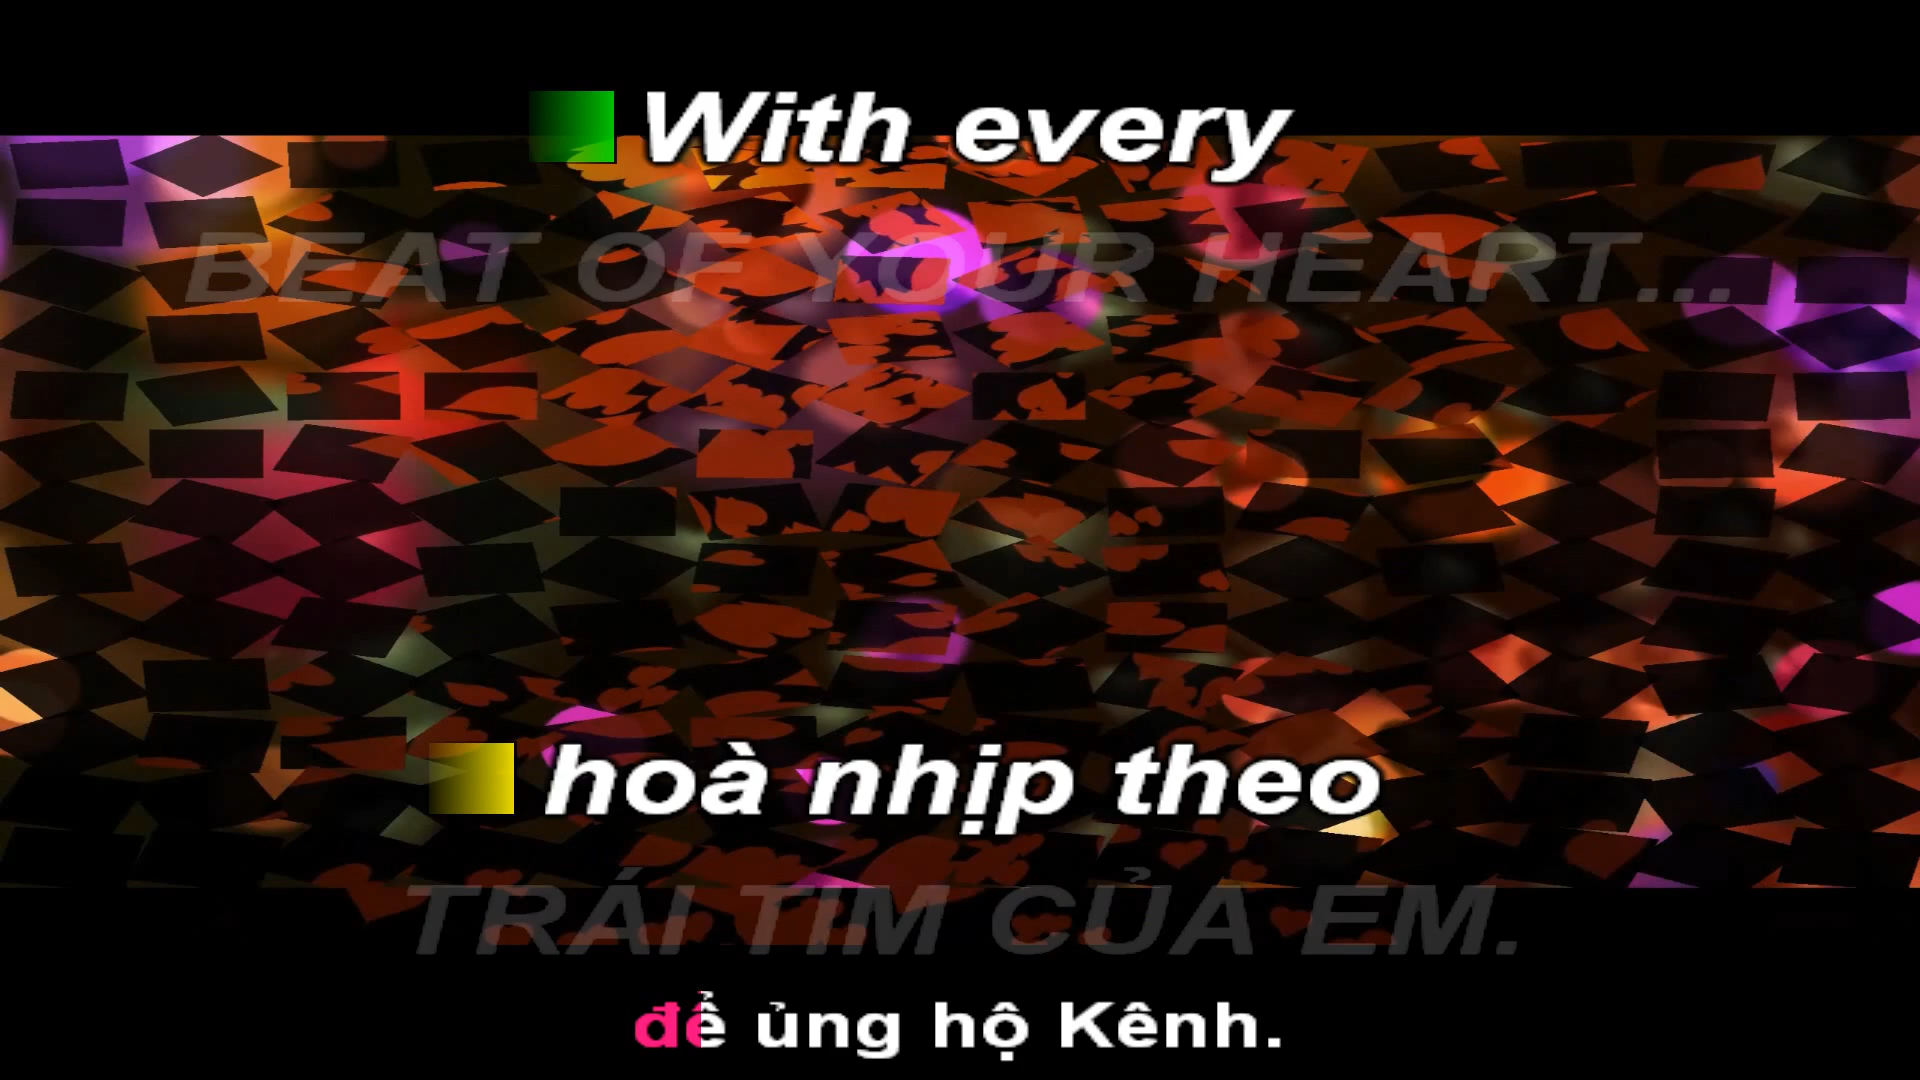 With every
BEAT OF YOUR HEART...
hoà nhịp theo
TRÁI TIM CỦA EM.
để ủng hộ Kênh.